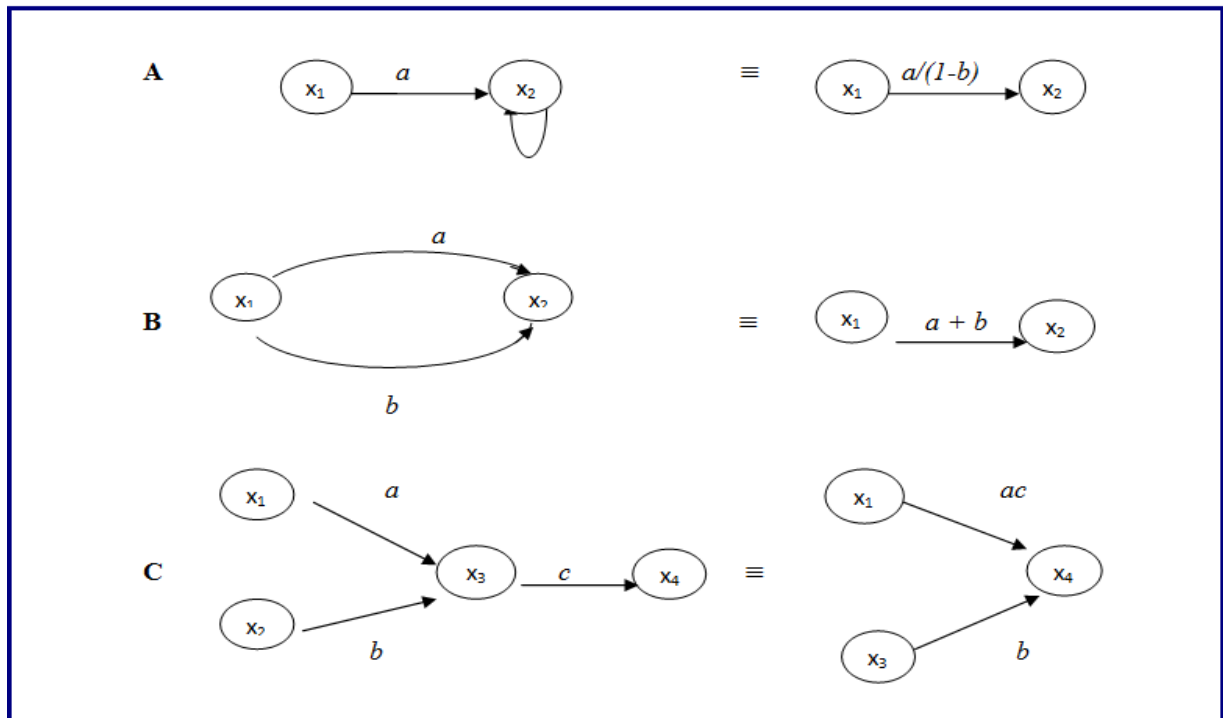 A x₁ a x₂ ≡ x₁ a/(1-b) x₂
a
x₁ x₂
B ≡ x₁ a + b x₂
b
x₁ a x₁ ac
C x₃ c x₄ ≡ x₄
x₂ b x₃ b